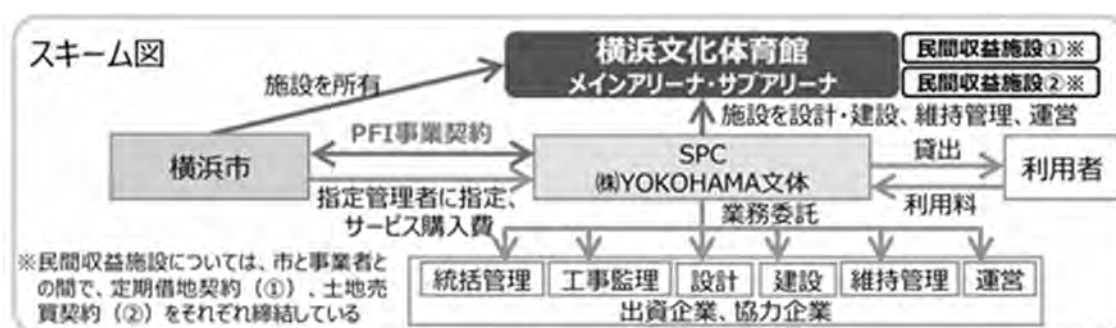 スキーム図
横浜文化体育館
メインアリーナ・サブアリーナ
民間収益施設①※
民間収益施設②※
施設を所有
施設を設計・建設、維持管理、運営
横浜市
PFI事業契約
指定管理者に指定、
サービス購入費
SPC
㈱YOKOHAMA文体
貸出
利用料
利用者
業務委託
統括管理
工事監理
設計
建設
維持管理
運営
出資企業、協力企業
※民間収益施設については、市と事業者と
の間で、定期借地契約（①）、土地売
買契約（②）をそれぞれ締結している